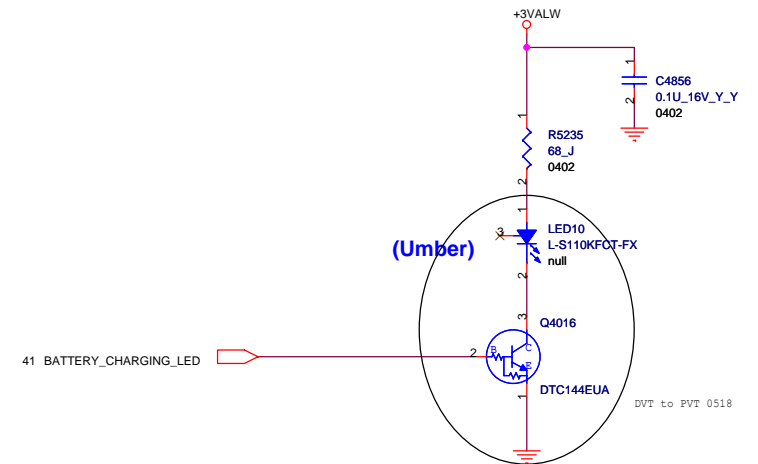 +3VALW
1
C4856
0.1U_16V_Y_Y
2
0402
1
R5235
68_J
0402
2
1
LED10
3
(Umber)
L-S110KFCT-FX
null
2
3
Q4016
B
C
2
41 BATTERY_CHARGING_LED
E
DTC144EUA
1
DVT to PVT 0518